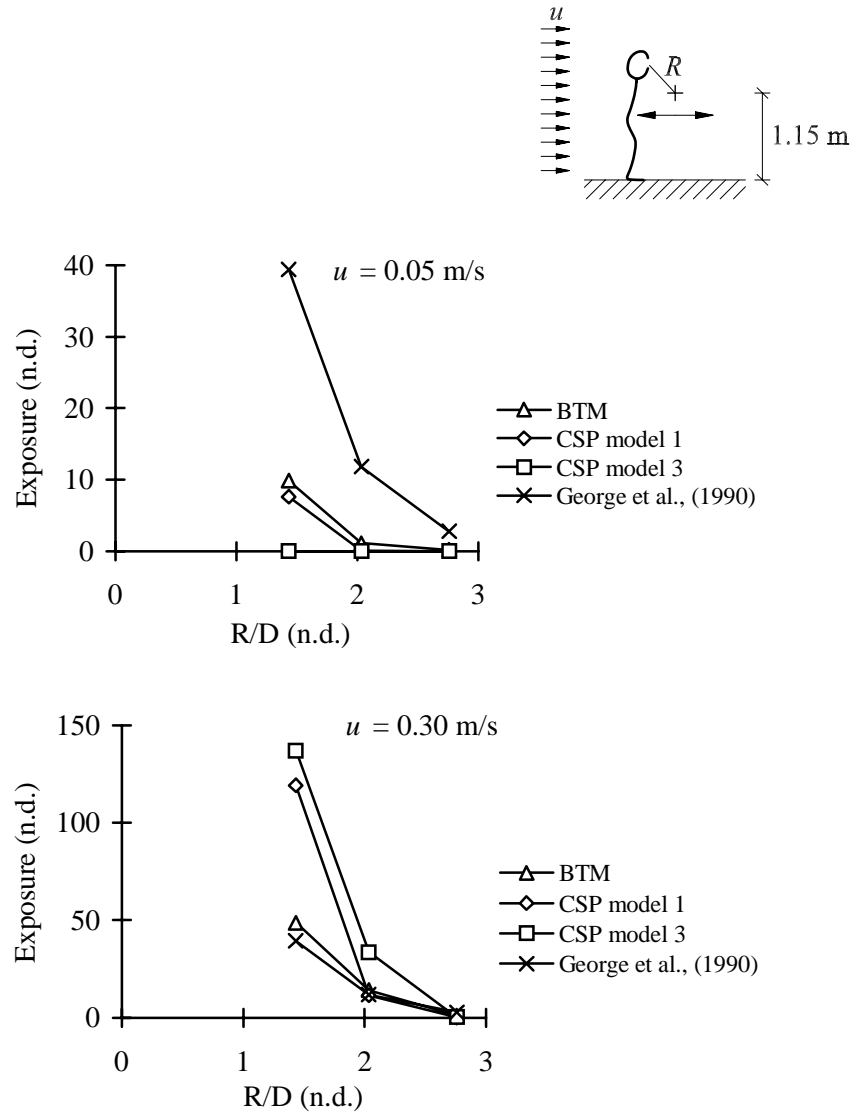 u
R
1.15 m
u = 0.05 m/s
Exposure (n.d.)
40
30
20
10
0
0 1 2 3
R/D (n.d.)
BTM
CSP model 1
CSP model 3
George et al., (1990)
u = 0.30 m/s
Exposure (n.d.)
150
100
50
0
0 1 2 3
R/D (n.d.)
BTM
CSP model 1
CSP model 3
George et al., (1990)